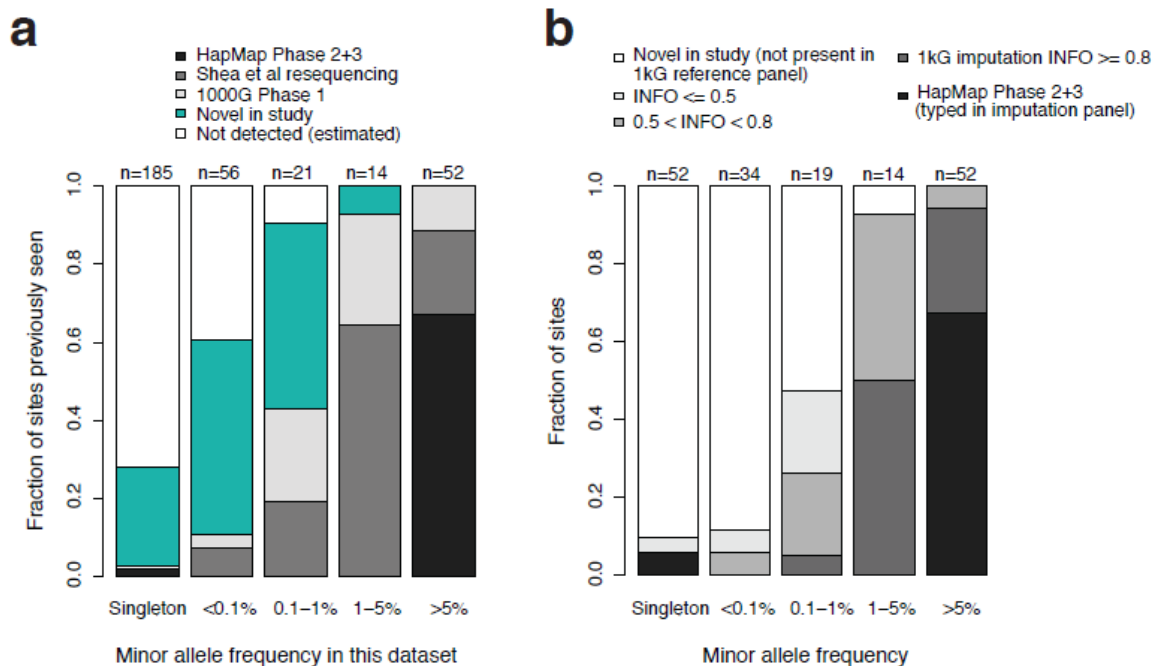 a
HapMap Phase 2+3
Shea et al resequencing
1000G Phase 1
Novel in study
Not detected (estimated)
n=185 n=56 n=21 n=14 n=52
Fraction of sites previously seen
1.0
0.8
0.6
0.4
0.2
0.0
Singleton <0.1% 0.1–1% 1–5% >5%
Minor allele frequency in this dataset
b
Novel in study (not present in
1kG reference panel)
INFO <= 0.5
0.5 < INFO < 0.8
1kG imputation INFO >= 0.8
HapMap Phase 2+3
(typed in imputation panel)
n=52 n=34 n=19 n=14 n=52
Fraction of sites
1.0
0.8
0.6
0.4
0.2
0.0
Singleton <0.1% 0.1–1% 1–5% >5%
Minor allele frequency